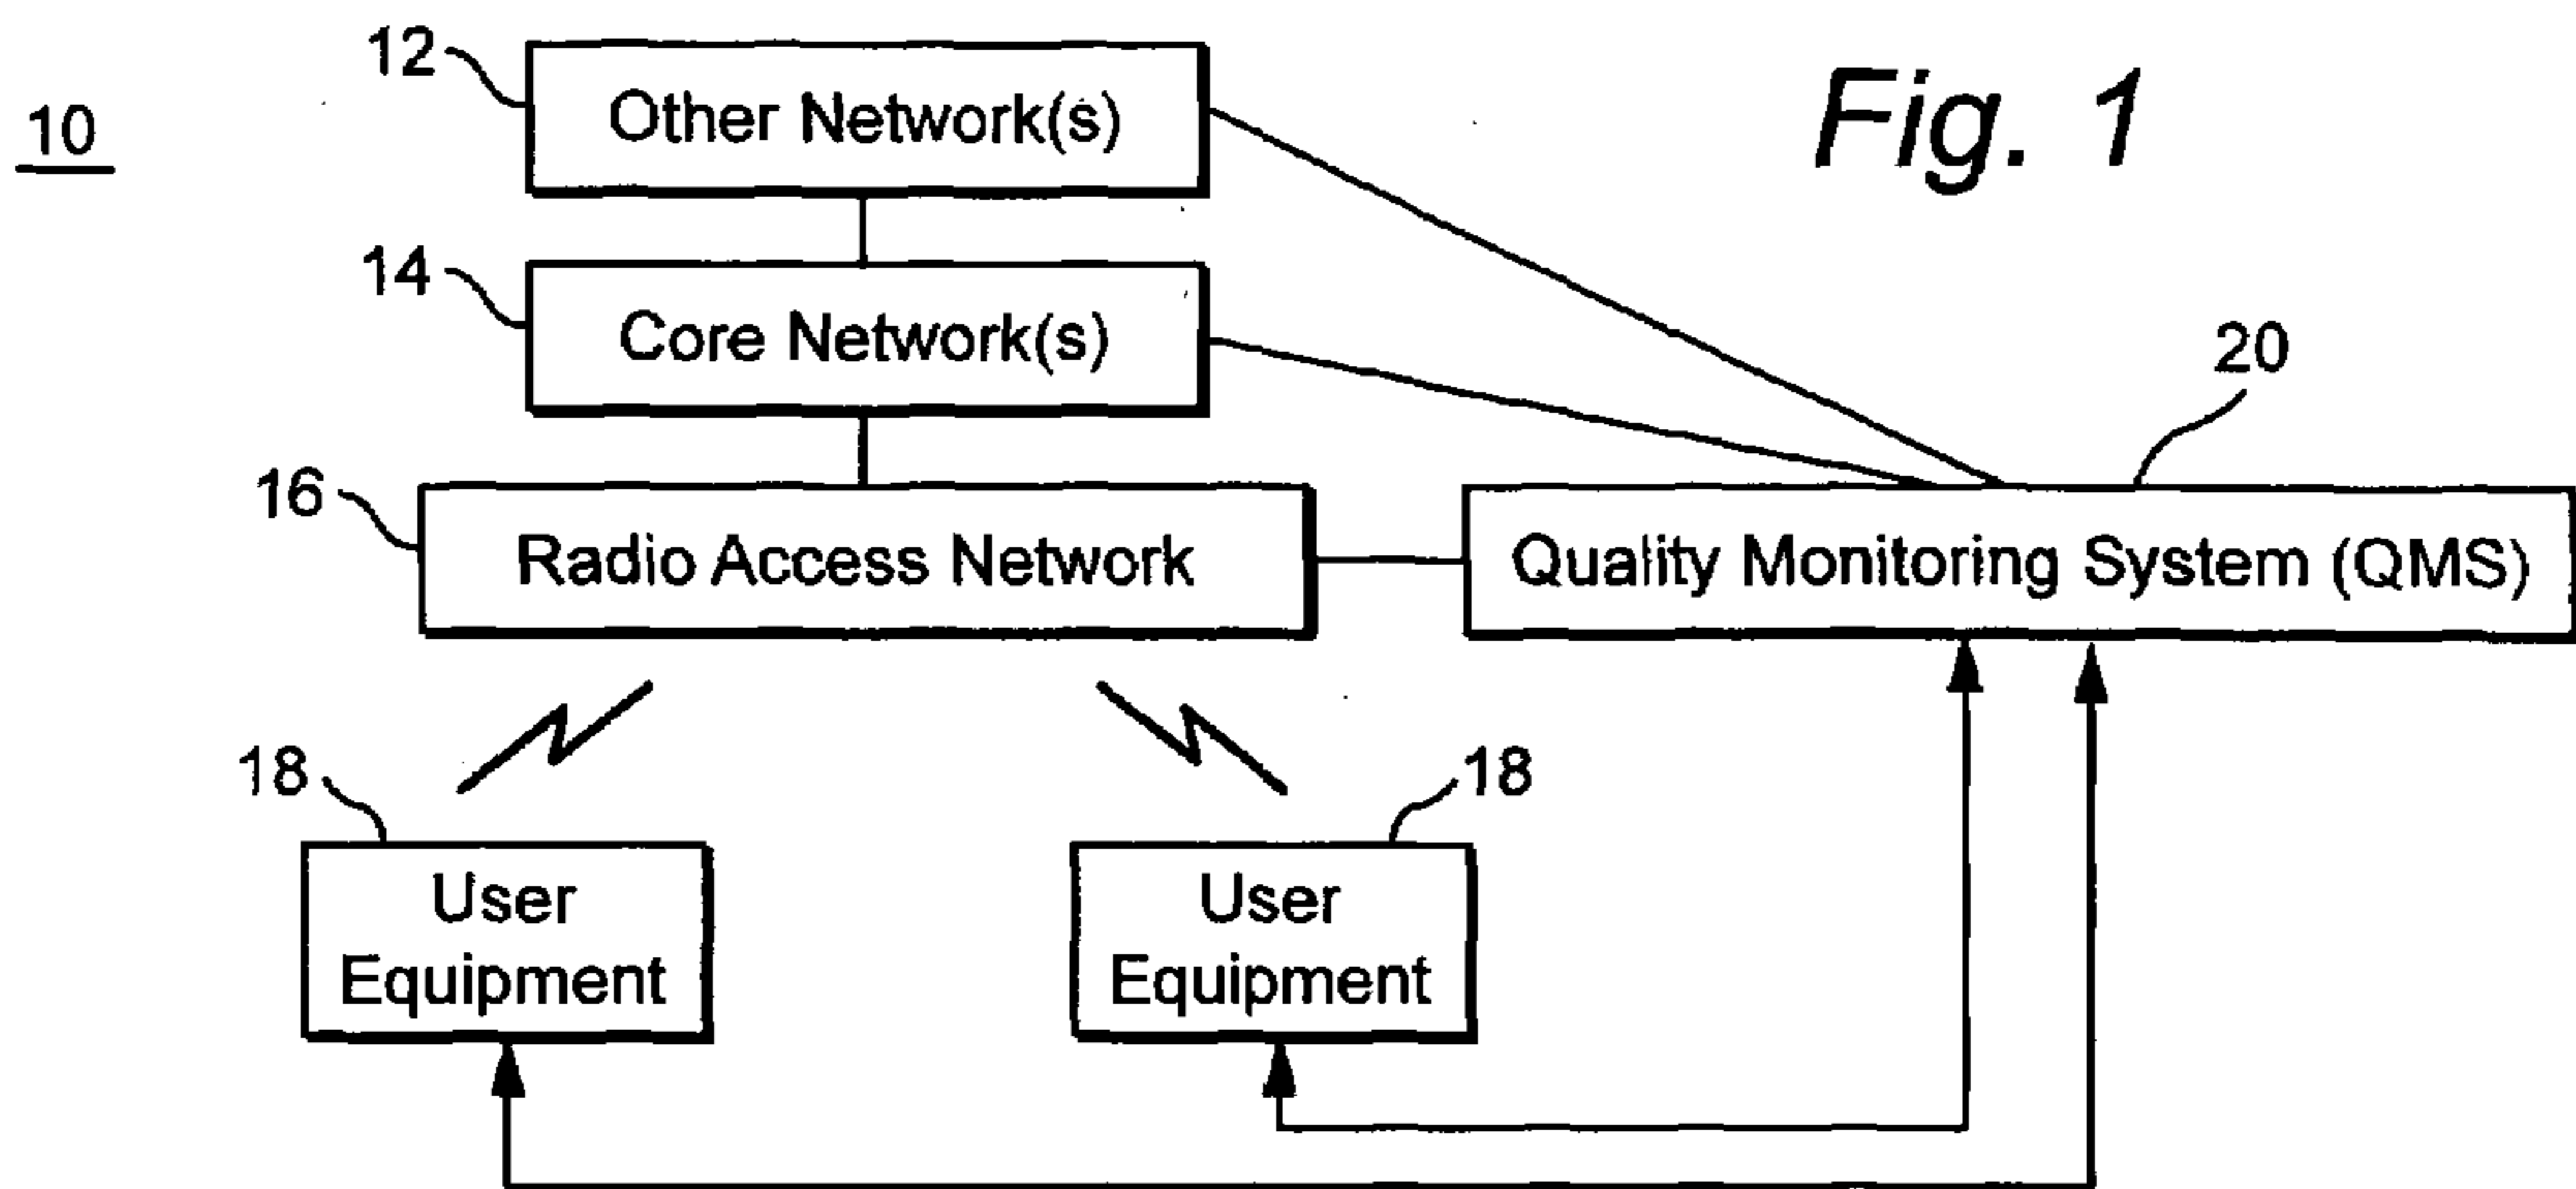 Fig. 1
10
12
Other Network(s)
14
Core Network(s)
20
16
Radio Access Network
Quality Monitoring System (QMS)
18
User
Equipment
18
User
Equipment